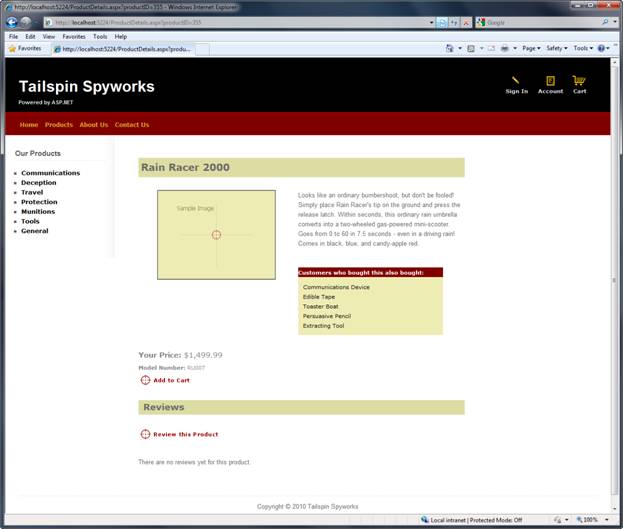 http://localhost:5224/ProductDetails.aspx?productID=355 - Windows Internet Explorer
http://localhost:5224/ProductDetails.aspx?productID=355
Google
File Edit View Favorites Tools Help
Favorites
http://localhost:5224/ProductDetails.aspx?produ...
Page Safety Tools
Tailspin Spyworks
Powered by ASP.NET
Sign In Account Cart
Home Products About Us Contact Us
Our Products
Communications
Deception
Travel
Protection
Munitions
Tools
General
Rain Racer 2000
Sample Image
Looks like an ordinary bumbershoot, but don't be fooled!
Simply place Rain Racer's tip on the ground and press the
release latch. Within seconds, this ordinary rain umbrella
converts into a two-wheeled gas-powered mini-scooter.
Goes from 0 to 60 in 7.5 seconds - even in a driving rain!
Comes in black, blue, and candy-apple red.
Customers who bought this also bought:
Communications Device
Edible Tape
Toaster Boat
Persuasive Pencil
Extracting Tool
Your Price: $1,499.99
Model Number: RU007
Add to Cart
Reviews
Review this Product
There are no reviews yet for this product.
Copyright © 2010 Tailspin Spyworks
Local intranet | Protected Mode: Off
100%